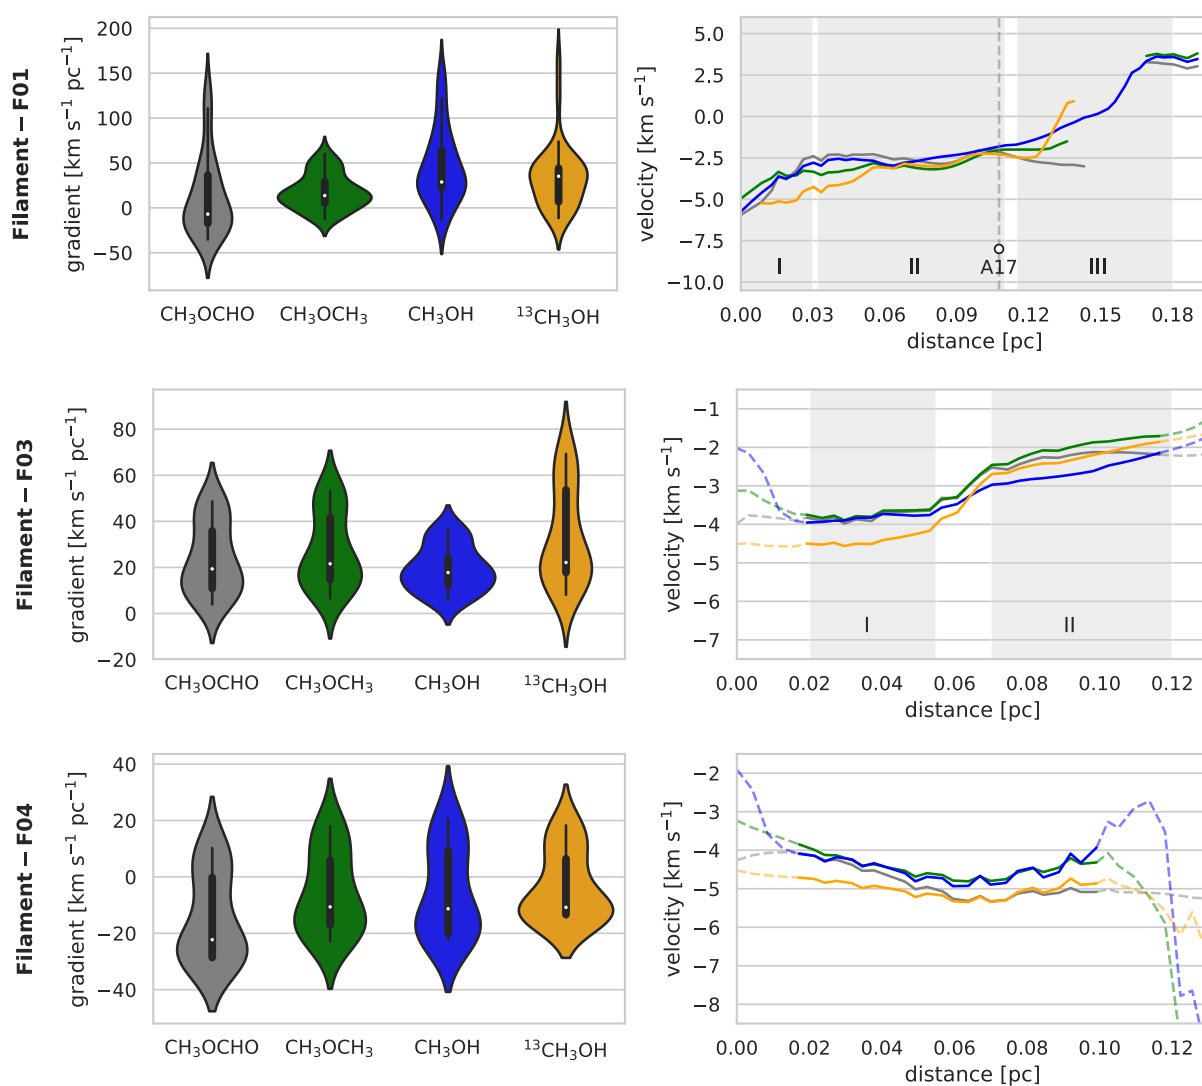 Filament – F01
gradient [km s⁻¹ pc⁻¹]
200
150
100
50
0
−50
CH₃OCHO CH₃OCH₃ CH₃OH ¹³CH₃OH
velocity [km s⁻¹]
5.0
2.5
0.0
−2.5
−5.0
−7.5
−10.0
I II A17 III
0.00 0.03 0.06 0.09 0.12 0.15 0.18
distance [pc]
Filament – F03
gradient [km s⁻¹ pc⁻¹]
80
60
40
20
0
−20
CH₃OCHO CH₃OCH₃ CH₃OH ¹³CH₃OH
velocity [km s⁻¹]
−1
−2
−3
−4
−5
−6
−7
I II
0.00 0.02 0.04 0.06 0.08 0.10 0.12
distance [pc]
Filament – F04
gradient [km s⁻¹ pc⁻¹]
40
20
0
−20
−40
CH₃OCHO CH₃OCH₃ CH₃OH ¹³CH₃OH
velocity [km s⁻¹]
−2
−3
−4
−5
−6
−7
−8
0.00 0.02 0.04 0.06 0.08 0.10 0.12
distance [pc]